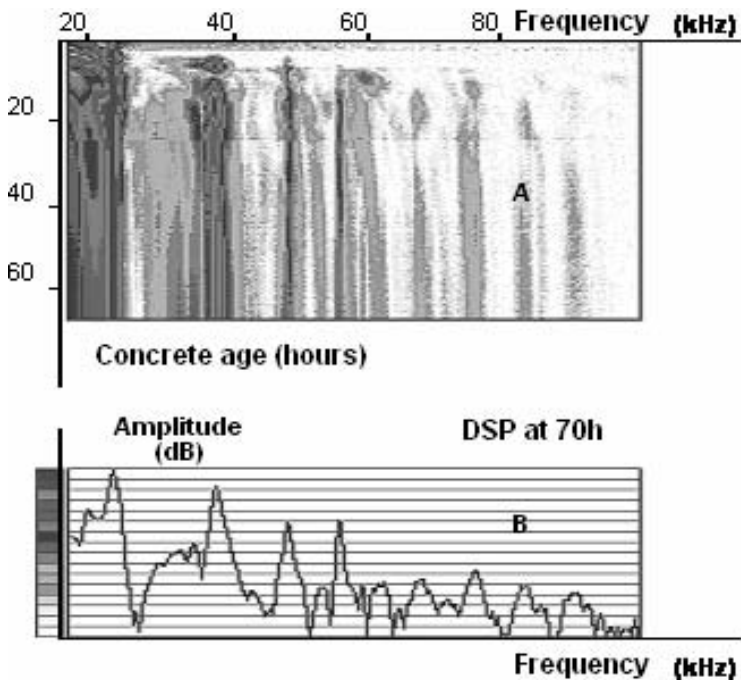 20 40 60 80 Frequency (kHz)
20
40
60
A
Concrete age (hours)
Amplitude
(dB)
DSP at 70h
B
Frequency (kHz)